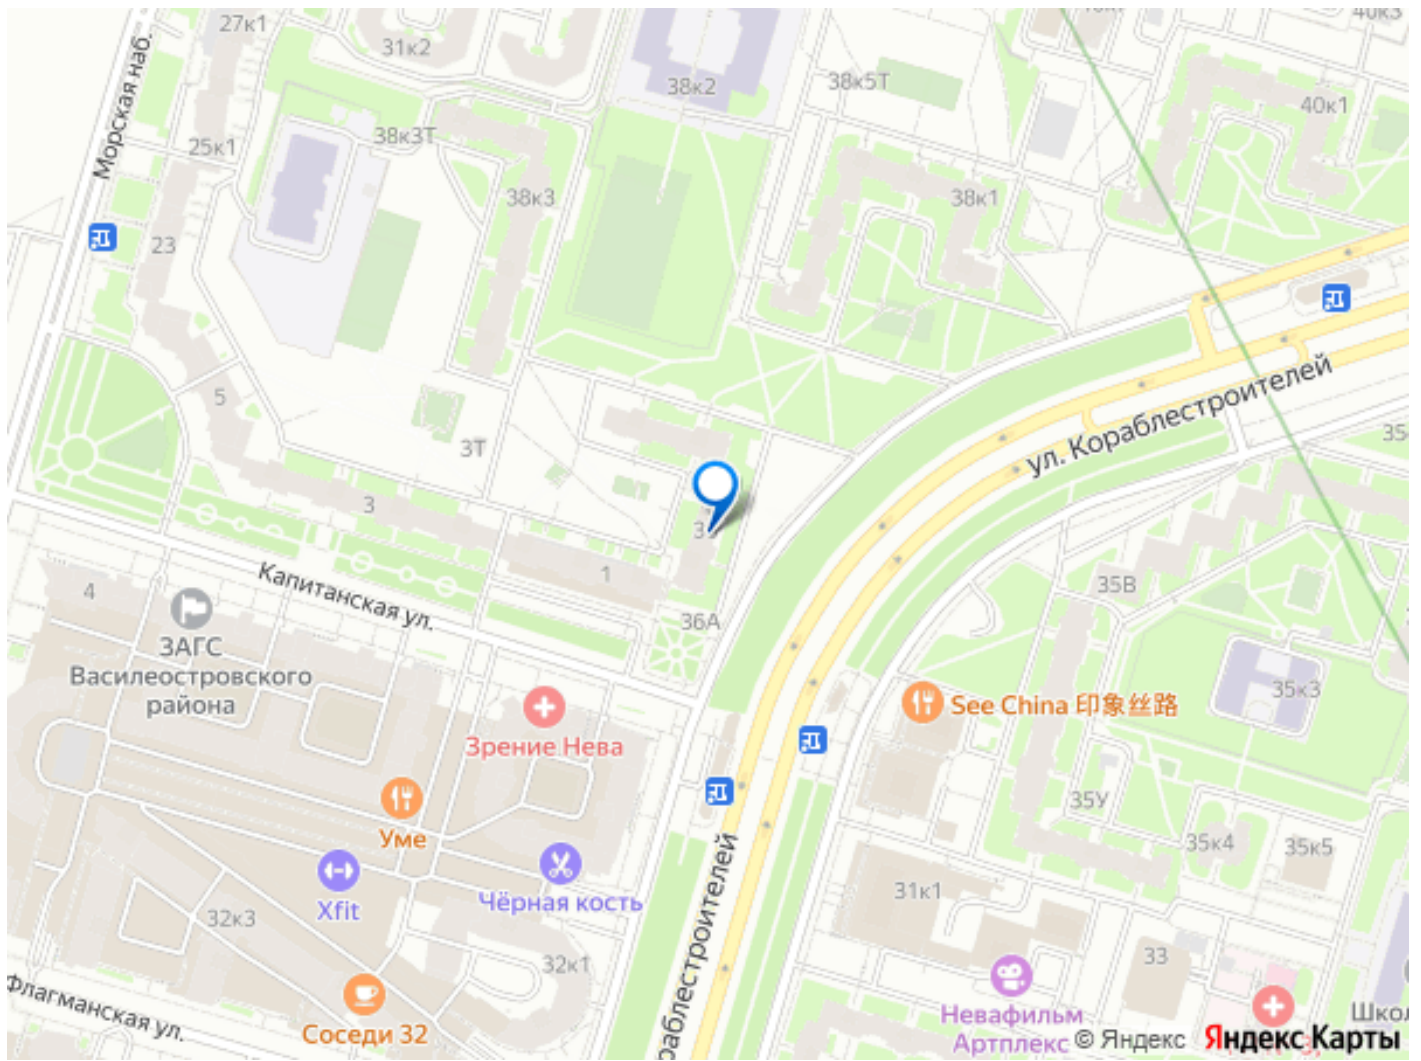 27к1
31к2
38к2
38к5Т
40к3
40к1
Морская наб.
25к1
38к3Т
38к3
38к1
23
5
3Т
3
1
ул. Кораблестроителей
35В
Капитанская ул.
4
36А
ЗАГС
Василеостровского
района
Зрение Нева
See China 印象丝路
35к3
35У
35к4
35к5
Уме
Xfit
Чёрная кость
31к1
32к3
32к1
33
Невафильм
Артплекс
Соседи 32
Флагманская ул.
© Яндекс
Яндекс Карты